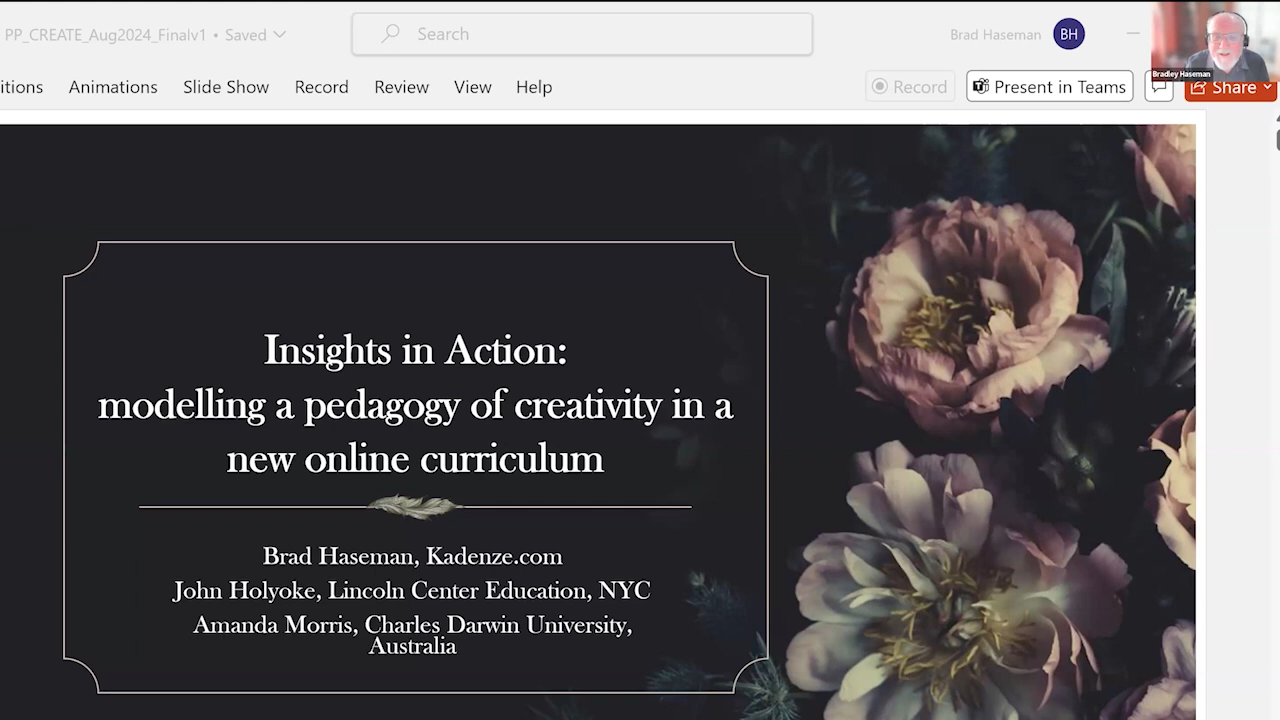 PP_CREATE_Aug2024_Finalv1 • Saved
Search
Brad Haseman
BH
Bradley Haseman
itions
Animations
Slide Show
Record
Review
View
Help
Record
Present in Teams
Share
Insights in Action:
modelling a pedagogy of creativity in a
new online curriculum
Brad Haseman, Kadenze.com
John Holyoke, Lincoln Center Education, NYC
Amanda Morris, Charles Darwin University,
Australia